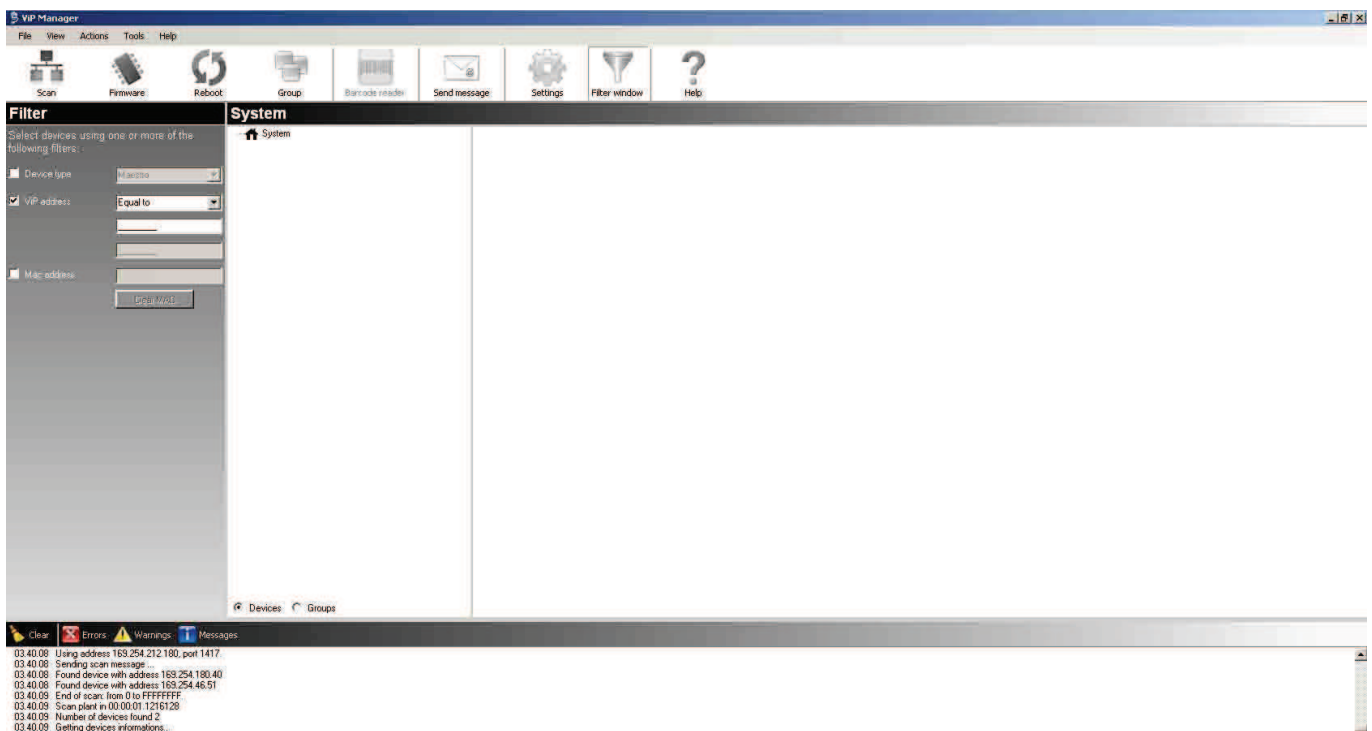 ViP Manager
File View Actions Tools Help
Scan Firmware Reboot Group Barcode reader Send message Settings Filter window Help
Filter
System
Select devices using one or more of the
following filters:
System
Device type Maestro
ViP address Equal to
Mac address
Clear MAC
Devices Groups
Clear Errors Warnings Messages
03.40.08 Using address 169.254.212.180, port 1417.
03.40.08 Sending scan message ...
03.40.08 Found device with address 169.254.180.40
03.40.08 Found device with address 169.254.46.51
03.40.09 End of scan: from 0 to FFFFFFFF
03.40.09 Scan plant in 00:00:01.1216128
03.40.09 Number of devices found 2
03.40.09 Getting devices informations...